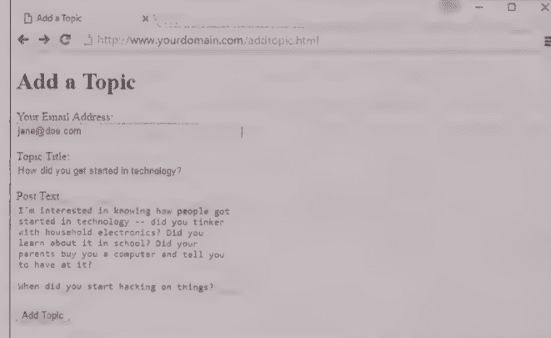 Add a Topic
http://www.yourdomain.com/addtopic.html
Add a Topic
Your Email Address:
jane@doe.com
Topic Title:
How did you get started in technology?
Post Text
I'm interested in knowing how people got
started in technology -- did you tinker
with household electronics? Did you
learn about it in school? Did your
parents buy you a computer and tell you
to have at it?
When did you start hacking on things?
Add Topic